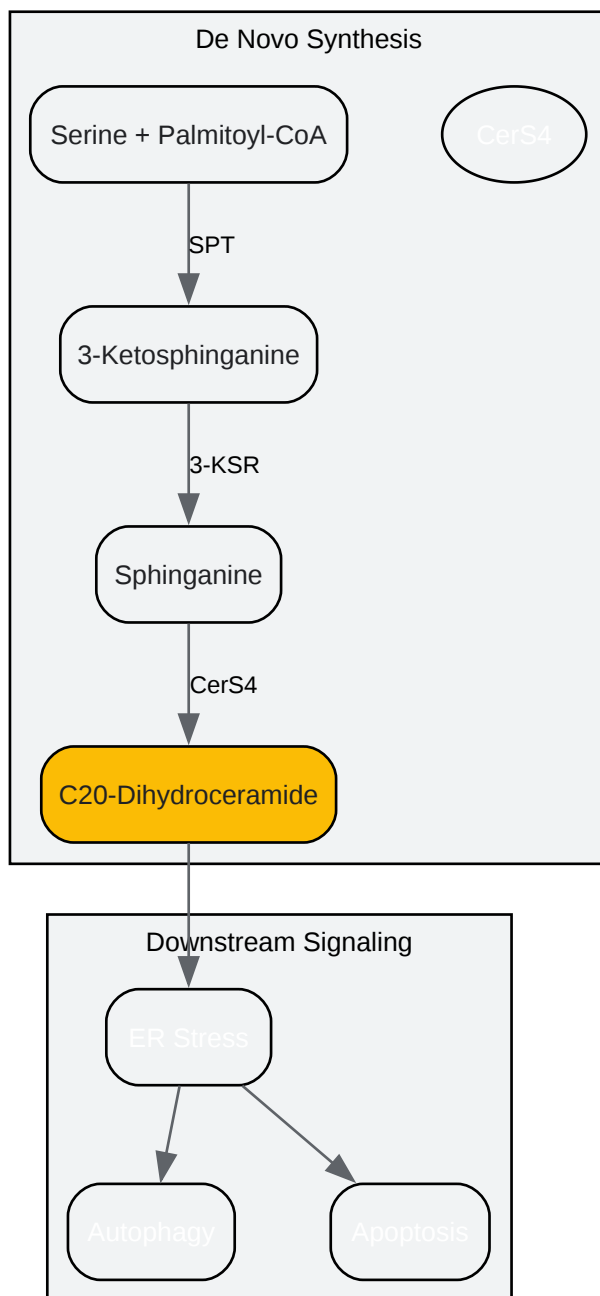 De Novo Synthesis
Serine + Palmitoyl-CoA
CerS4
SPT
3-Ketosphinganine
3-KSR
Sphinganine
CerS4
C20-Dihydroceramide
Downstream Signaling
ER Stress
Autophagy
Apoptosis